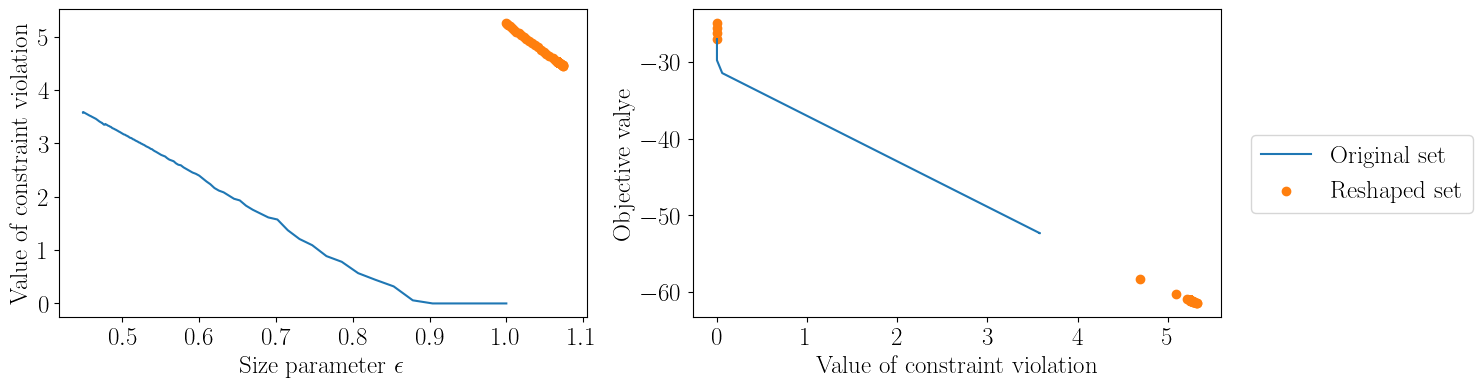 Value of constraint violation
5
4
3
2
1
0
0.5 0.6 0.7 0.8 0.9 1.0 1.1
Size parameter ϵ
Objective valye
−30
−40
−50
−60
0 1 2 3 4 5
Value of constraint violation
Original set
Reshaped set